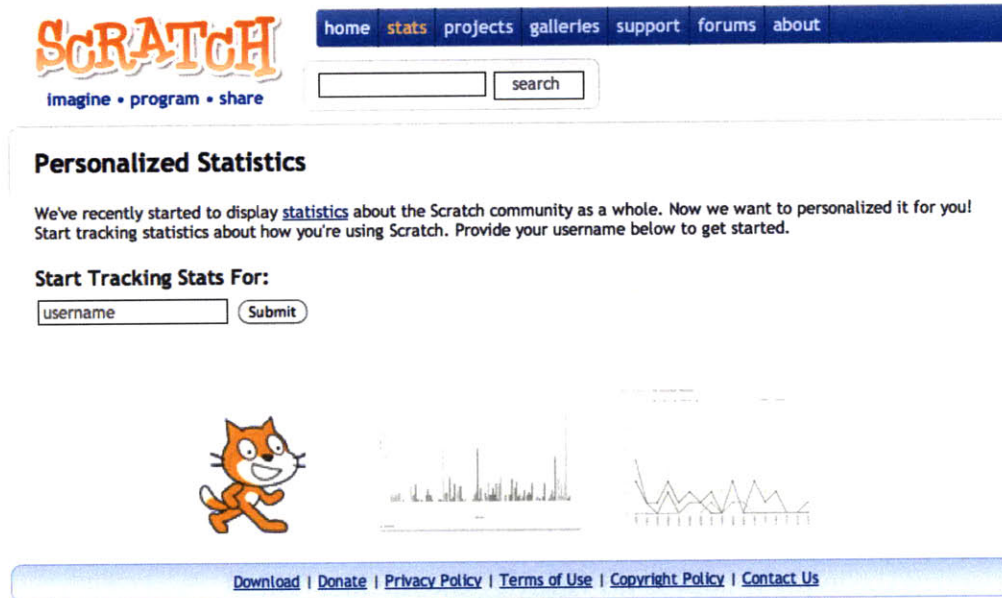 SCRATCH
imagine • program • share
home stats projects galleries support forums about
search
Personalized Statistics
We've recently started to display statistics about the Scratch community as a whole. Now we want to personalized it for you!
Start tracking statistics about how you're using Scratch. Provide your username below to get started.
Start Tracking Stats For:
username Submit
Download | Donate | Privacy Policy | Terms of Use | Copyright Policy | Contact Us